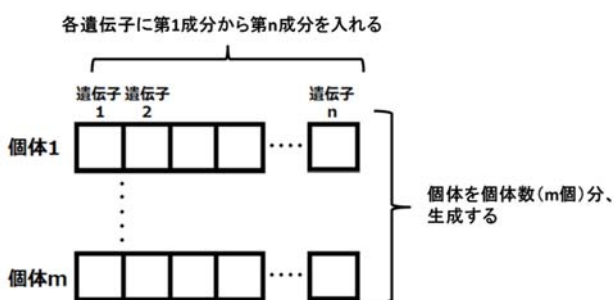 各遺伝子に第1成分から第n成分を入れる
遺伝子 遺伝子 遺伝子
1 2 n
個体1
個体を個体数(m個)分、
生成する
個体m